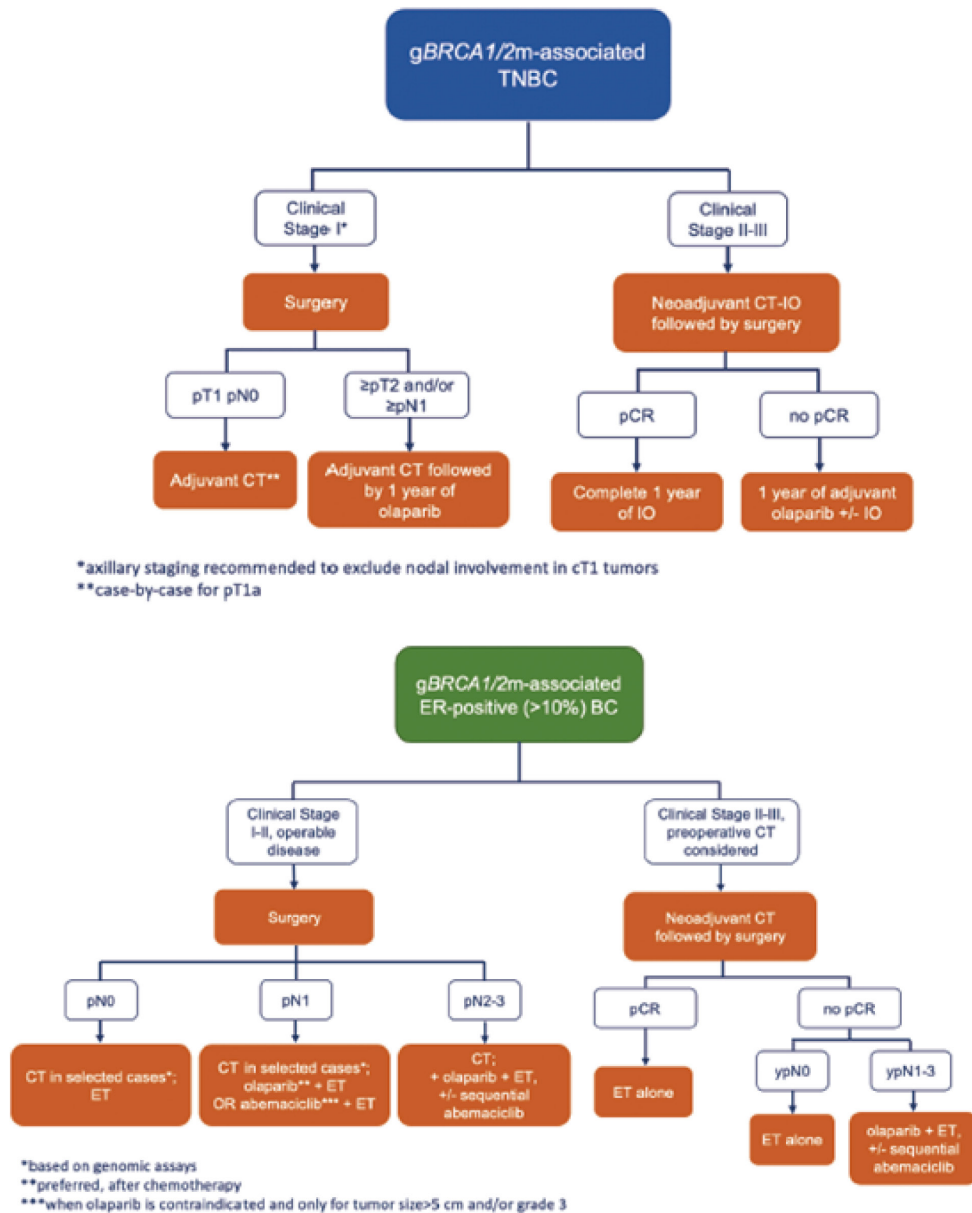 gBRCA1/2m-associated
TNBC
Clinical
Stage I*
Clinical
Stage II-III
Surgery
Neoadjuvant CT-IO
followed by surgery
pT1 pN0
≥pT2 and/or
≥pN1
pCR
no pCR
Adjuvant CT**
Adjuvant CT followed
by 1 year of
olaparib
Complete 1 year
of IO
1 year of adjuvant
olaparib +/- IO
*axillary staging recommended to exclude nodal involvement in cT1 tumors
**case-by-case for pT1a
gBRCA1/2m-associated
ER-positive (>10%) BC
Clinical Stage
I-II, operable
disease
Clinical Stage II-III,
preoperative CT
considered
Surgery
Neoadjuvant CT
followed by surgery
pN0
pN1
pN2-3
pCR
no pCR
CT in selected cases*;
ET
CT in selected cases*;
olaparib** + ET
OR abemaciclib*** + ET
CT;
+ olaparib + ET,
+/- sequential
abemaciclib
ET alone
ypN0
ypN1-3
ET alone
olaparib + ET,
+/- sequential
abemaciclib
*based on genomic assays
**preferred, after chemotherapy
***when olaparib is contraindicated and only for tumor size>5 cm and/or grade 3